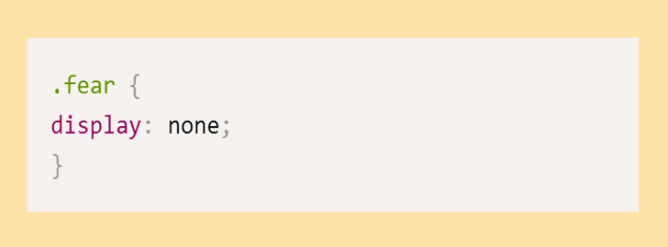 .fear {
display: none;
}